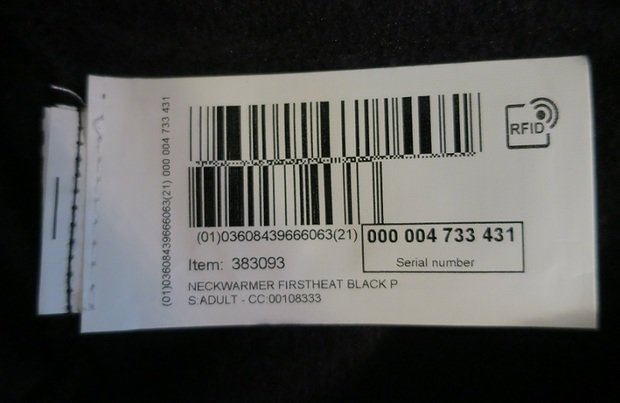 (01)03608439666063(21) 000 004 733 431
RFID
(01)03608439666063(21)
000 004 733 431
Serial number
Item: 383093
NECKWARMER FIRSTHEAT BLACK P
S:ADULT - CC:00108333